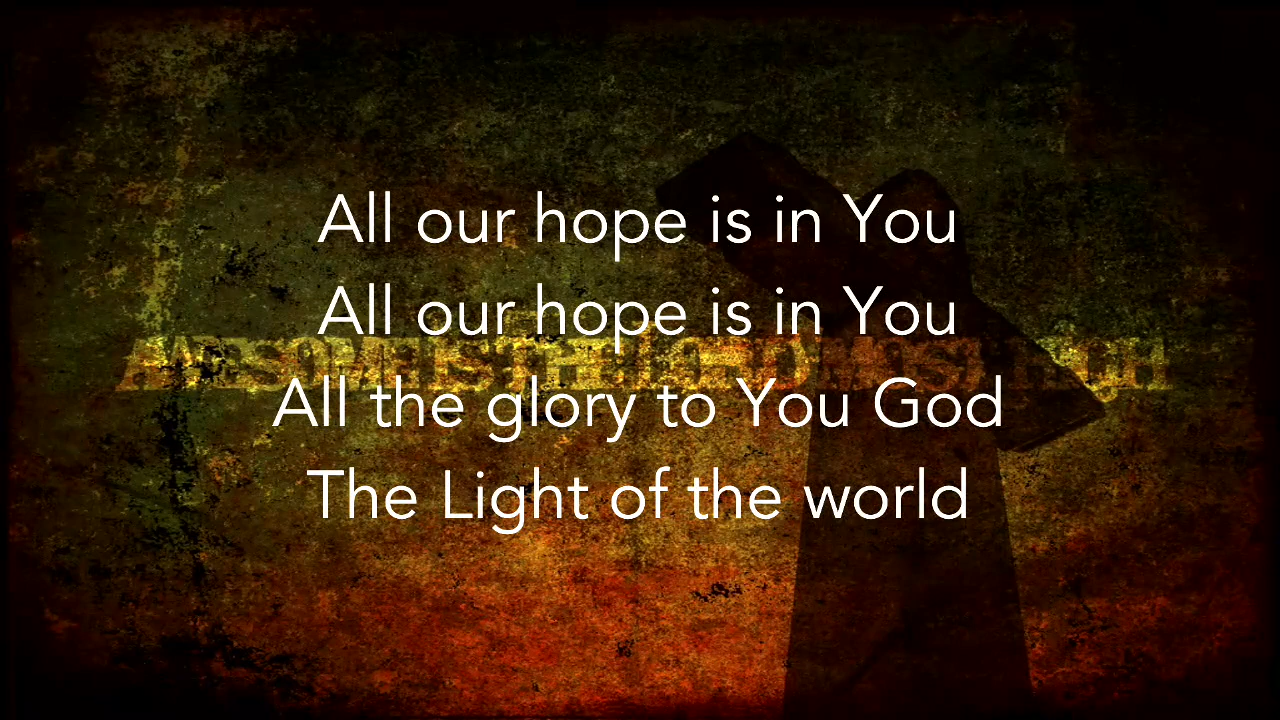 All our hope is in You
All our hope is in You
All the glory to You God
The Light of the world